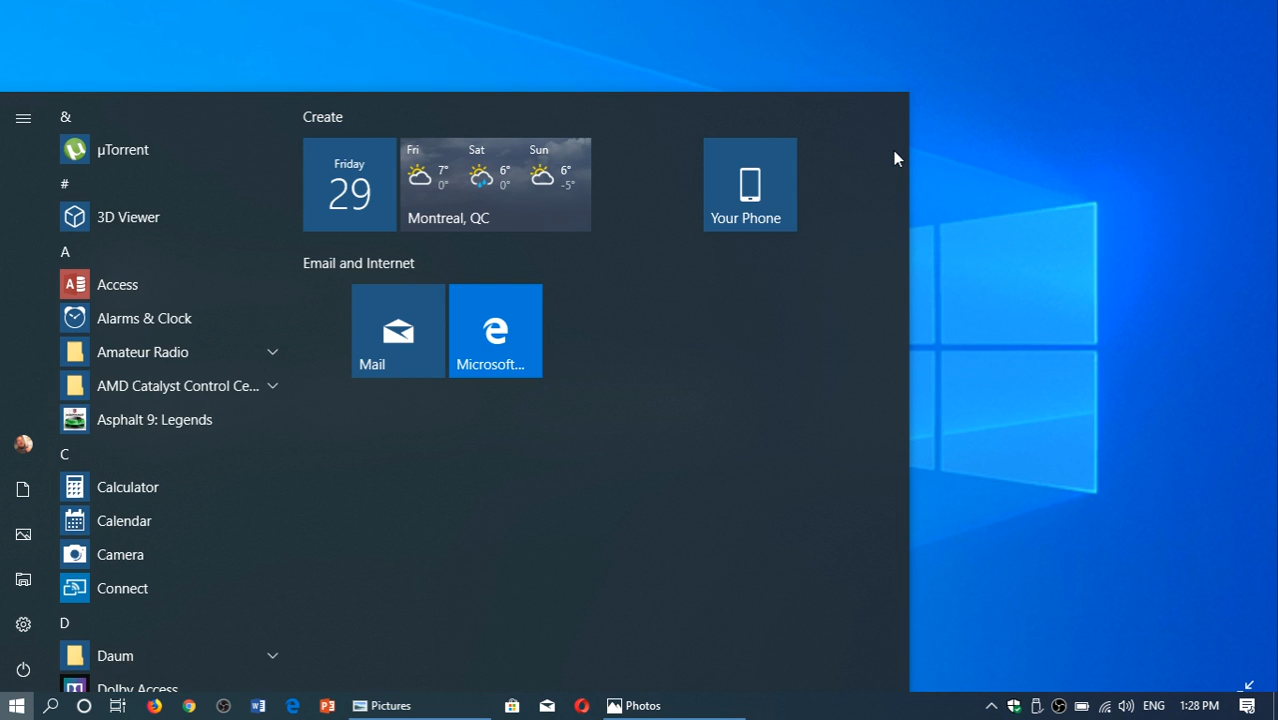 &
µTorrent
#
3D Viewer
A
Access
Alarms & Clock
Amateur Radio
AMD Catalyst Control Ce...
Asphalt 9: Legends
C
Calculator
Calendar
Camera
Connect
D
Daum
Dolby Access
Create
Friday
29
Fri Sat Sun
7° 6° 6°
0° 0° -5°
Montreal, QC
Your Phone
Email and Internet
Mail
Microsoft...
Pictures
Photos
ENG
1:28 PM